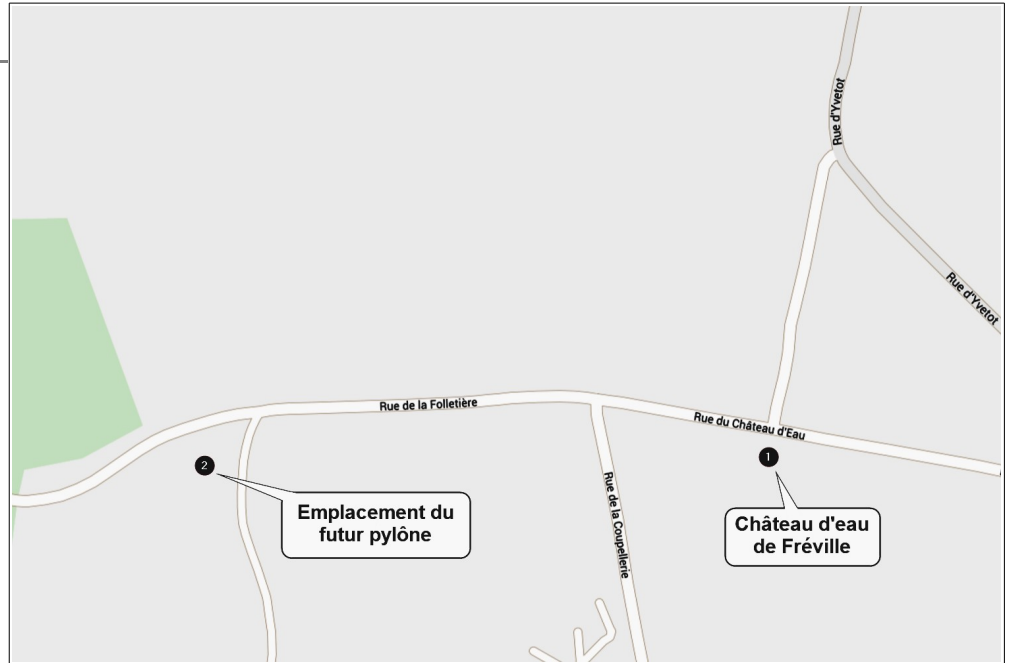 Rue d'Yvetot
Rue d'Yvetot
Rue de la Folletière
Rue du Château d'Eau
1
2
Rue de la Coupellerie
Emplacement du
futur pylône
Château d'eau
de Fréville